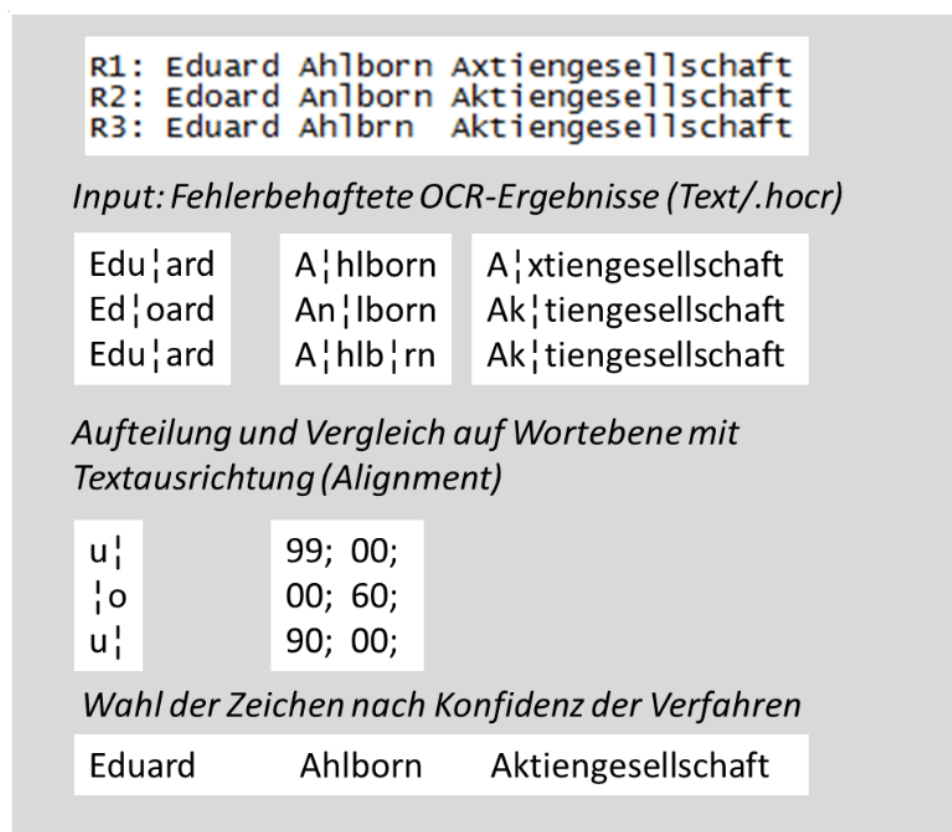 R1: Eduard Ahlborn Axtiengesellschaft
R2: Edoard Anlborn Aktiengesellschaft
R3: Eduard Ahlbrn Aktiengesellschaft
Input: Fehlerbehaftete OCR-Ergebnisse (Text/.hocr)
Edu¦ard A¦hlborn A¦xtiengesellschaft
Ed¦oard An¦lborn Ak¦tiengesellschaft
Edu¦ard A¦hlb¦rn Ak¦tiengesellschaft
Aufteilung und Vergleich auf Wortebene mit
Textausrichtung (Alignment)
u¦ 99; 00;
¦o 00; 60;
u¦ 90; 00;
Wahl der Zeichen nach Konfidenz der Verfahren
Eduard Ahlborn Aktiengesellschaft